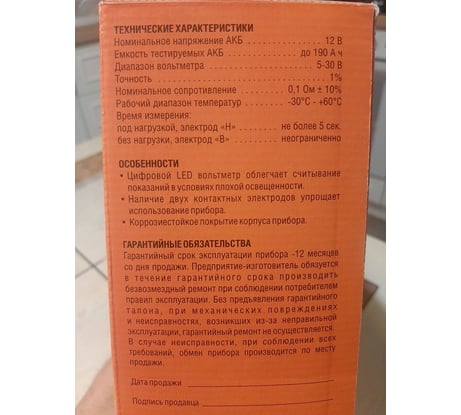 ТЕХНИЧЕСКИЕ ХАРАКТЕРИСТИКИ
Номинальное напряжение АКБ . . . . . . . . . . . . . . 12 В
Емкость тестируемых АКБ . . . . . . . . . . . до 190 А ч
Диапазон вольтметра . . . . . . . . . . . . . . . . . 5-30 В
Точность . . . . . . . . . . . . . . . . . . . . . . . . . . . . . 1%
Номинальное сопротивление . . . . . . . 0,1 Ом ± 10%
Рабочий диапазон температур . . . . . . -30°С - +60°С
Время измерения:
под нагрузкой, электрод «Н» . . . . . . . . не более 5 сек.
без нагрузки, электрод «В» . . . . . . . . . неограниченно
ОСОБЕННОСТИ
• Цифровой LED вольтметр облегчает считывание
показаний в условиях плохой освещенности.
• Наличие двух контактных электродов упрощает
использование прибора.
• Коррозиестойкое покрытие корпуса прибора.
ГАРАНТИЙНЫЕ ОБЯЗАТЕЛЬСТВА
Гарантийный срок эксплуатации прибора -12 месяцев
со дня продажи. Предприятие-изготовитель обязуется
в течение гарантийного срока производить
безвозмездный ремонт при соблюдении потребителем
правил эксплуатации. Без предъявления гарантийного
талона, при механических повреждениях
и неисправностях, возникших из-за неправильной
эксплуатации, гарантийный ремонт не осуществляется.
В случае неисправности, при соблюдении всех
требований, обмен прибора производится по месту
продажи.
Дата продажи
Подпись продавца